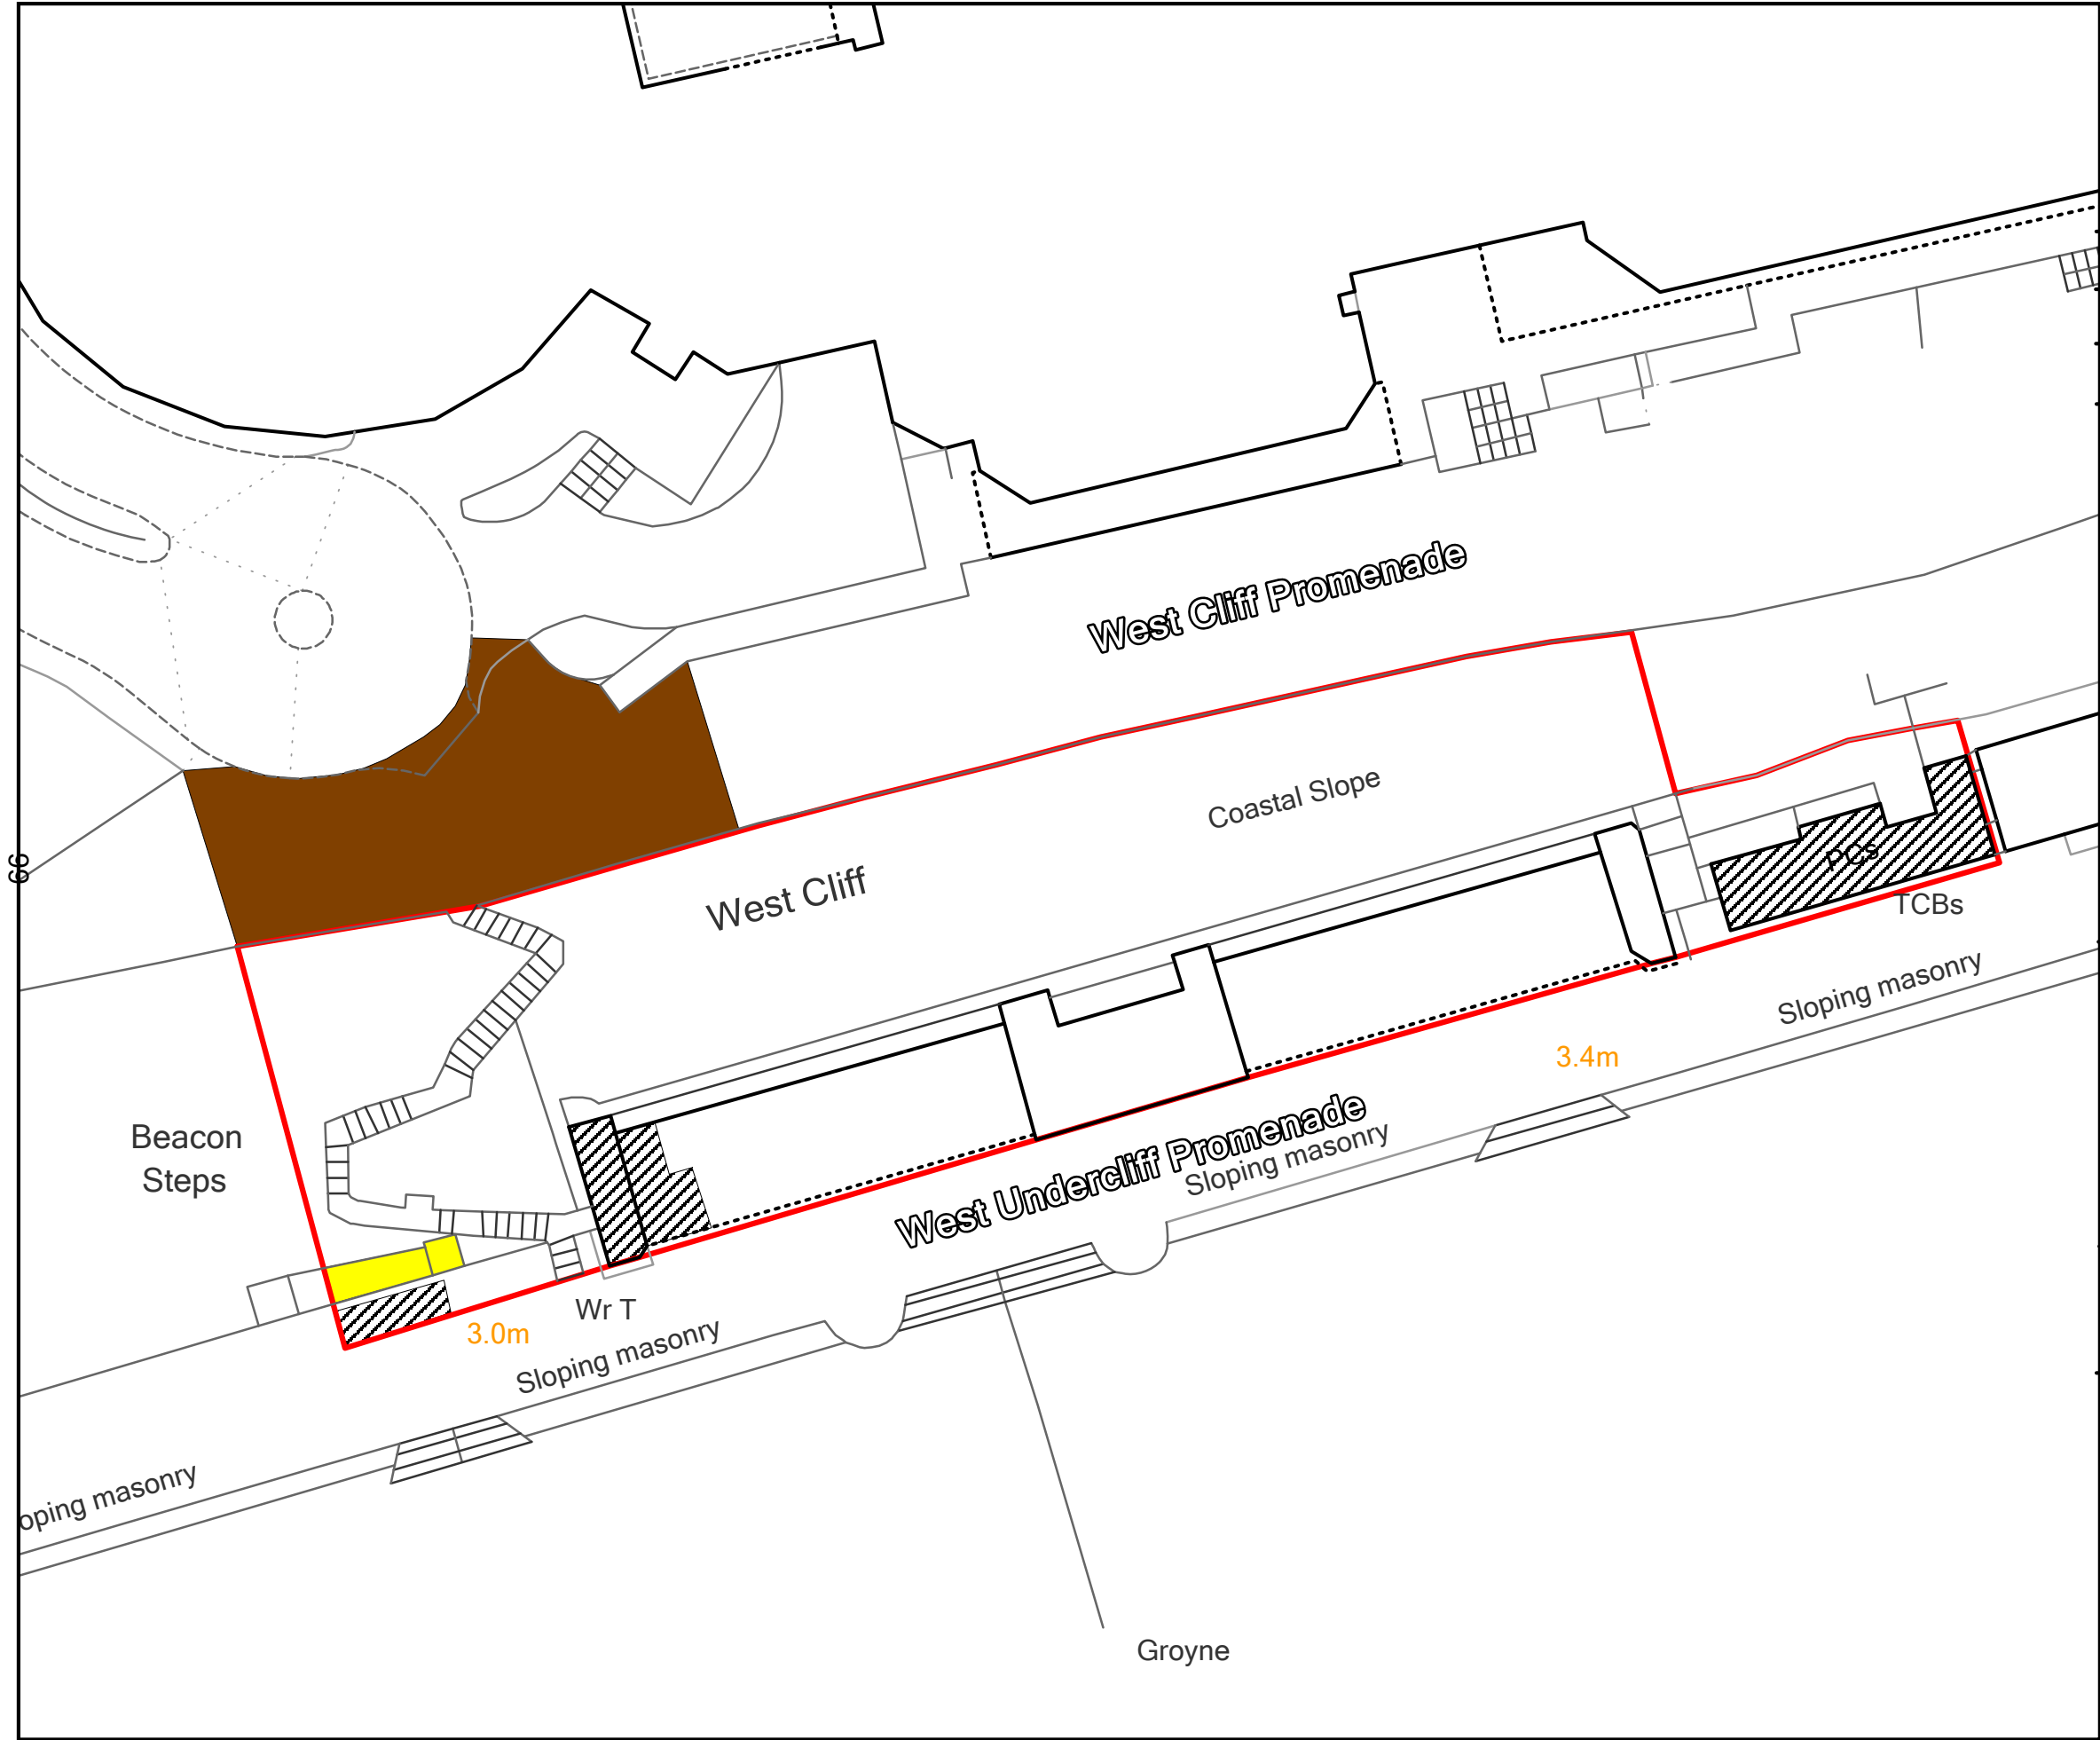 West Cliff Promenade
Coastal Slope
PCs
99
West Cliff
TCBs
Sloping masonry
3.4m
Beacon
Steps
West Undercliff Promenade
Sloping masonry
Wr T
3.0m
Sloping masonry
oping masonry
Groyne